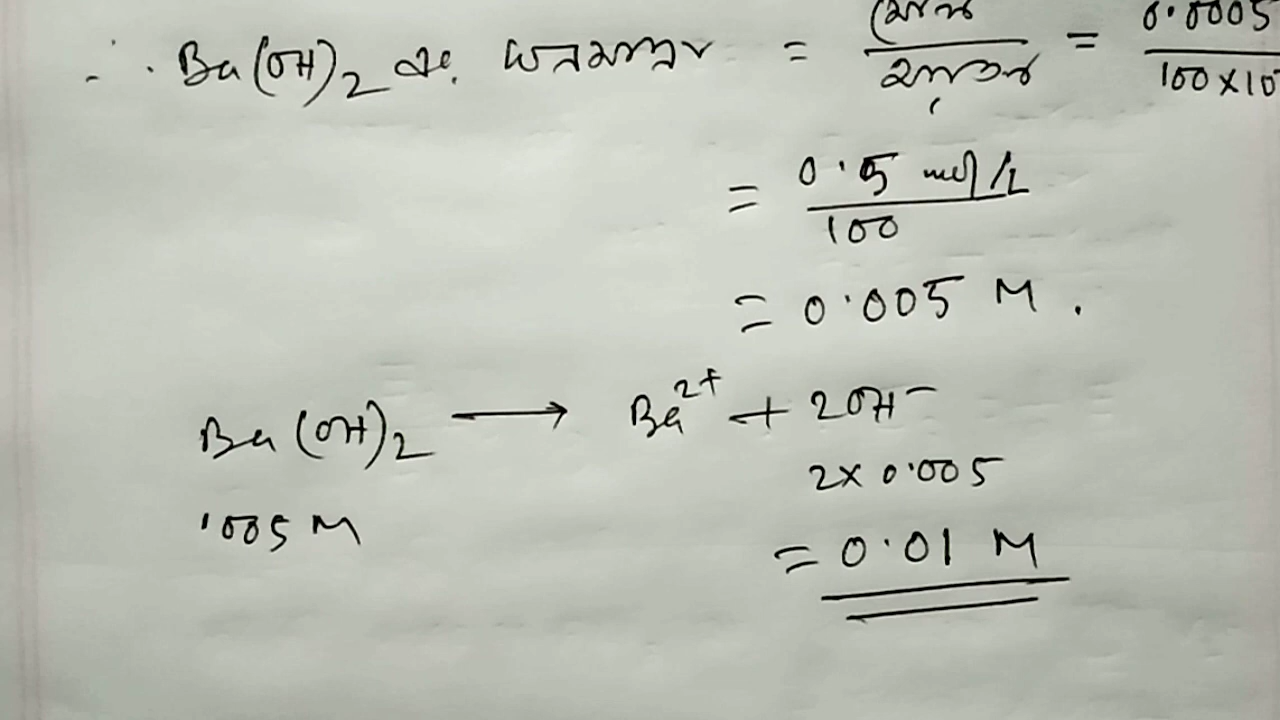 ∴ Ba(OH)2 এর ঘনমাত্রা = মোল / আয়তন = 0.0005 / 100×10
= 0.5 mol/L / 100
= 0.005 M.
Ba(OH)2 ⟶ Ba2+ + 2OH−
2×0.005
.005 M
= 0.01 M